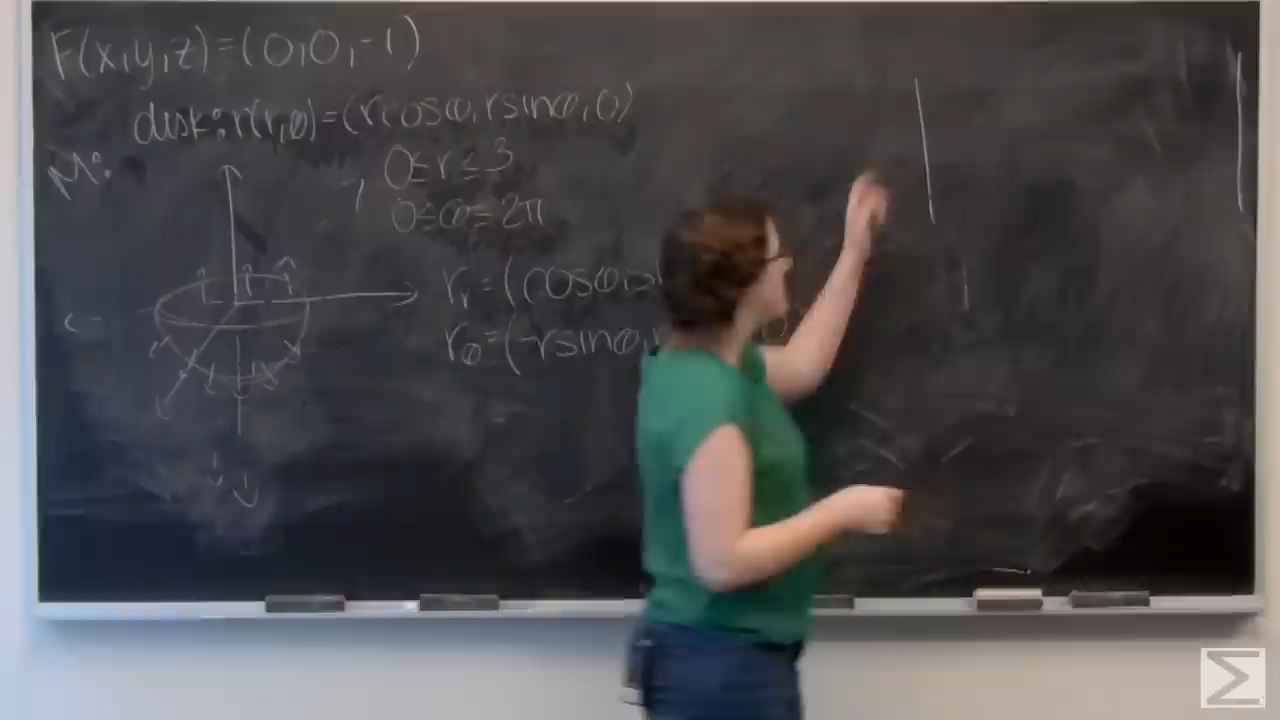 F(x,y,z)=(0,0,-1)
disk: r(r,θ)=(rcosθ,rsinθ,0)
M:
0≤r≤3
0≤θ≤2π
r_r=(cosθ,
r_θ=(-rsinθ,
Σ